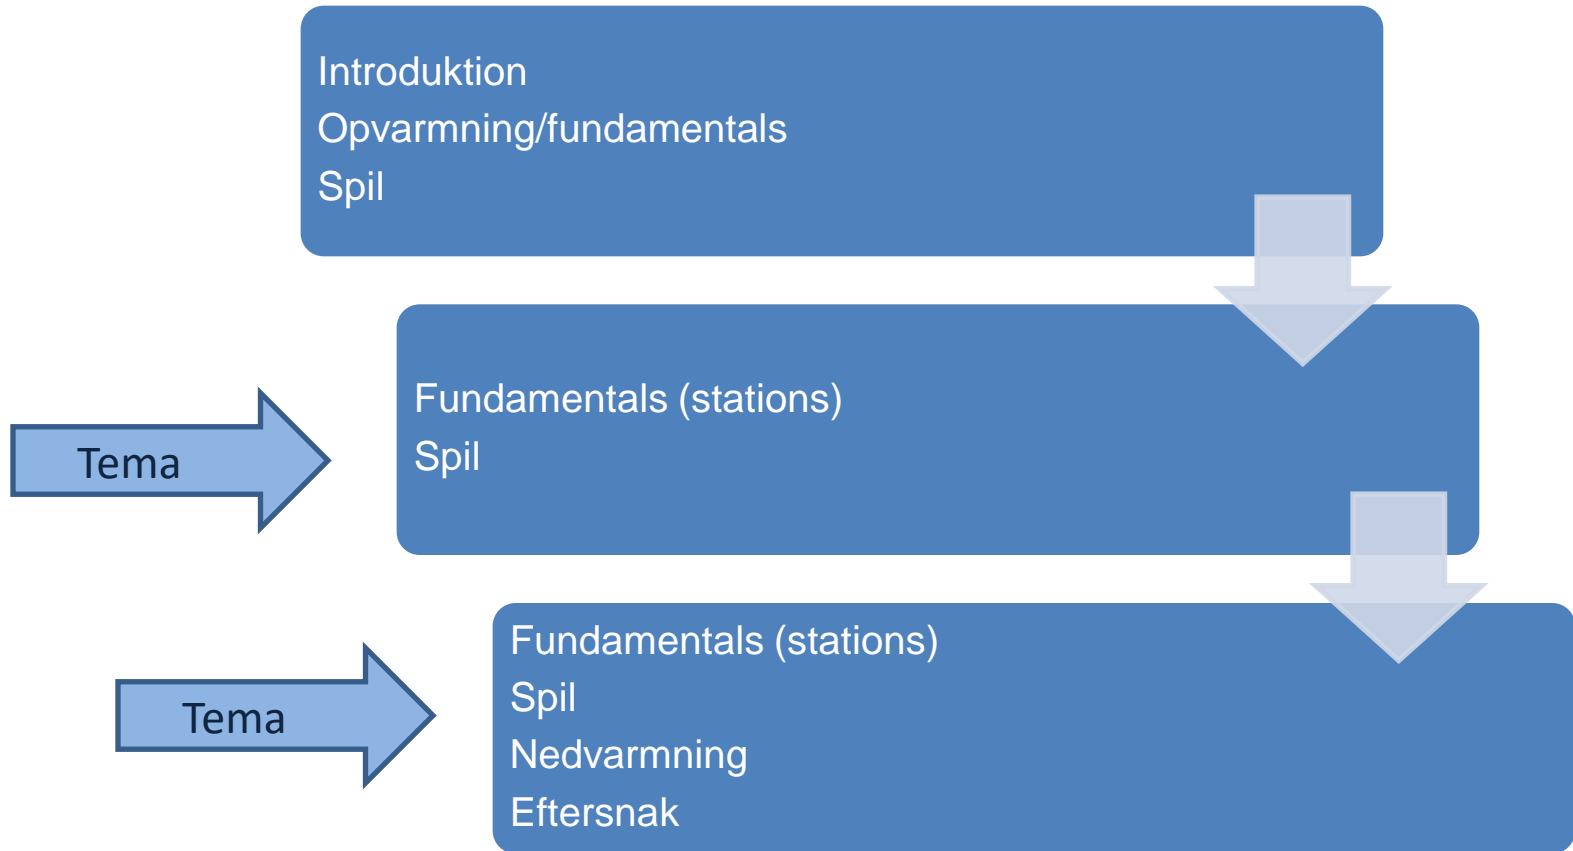 Introduktion
Opvarmning/fundamentals
Spil
Tema
Fundamentals (stations)
Spil
Tema
Fundamentals (stations)
Spil
Nedvarmning
Eftersnak